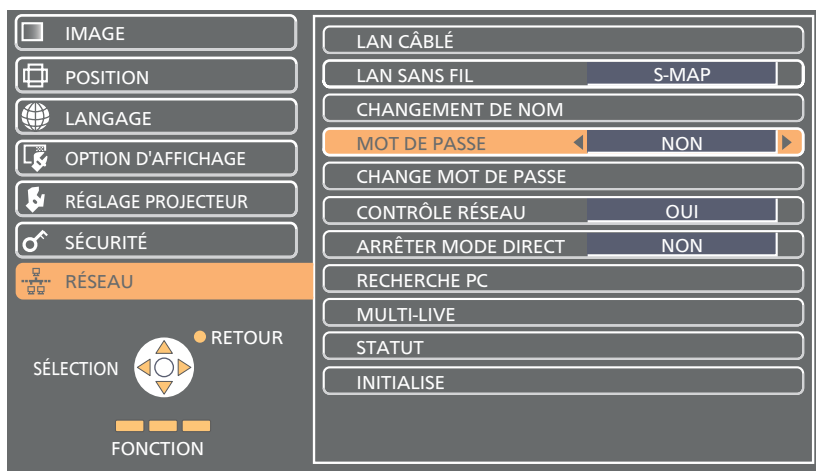 IMAGE
POSITION
LANGAGE
OPTION D'AFFICHAGE
RÉGLAGE PROJECTEUR
SÉCURITÉ
RÉSEAU
RETOUR
SÉLECTION
FONCTION
LAN CÂBLÉ
LAN SANS FIL S-MAP
CHANGEMENT DE NOM
MOT DE PASSE NON
CHANGE MOT DE PASSE
CONTRÔLE RÉSEAU OUI
ARRÊTER MODE DIRECT NON
RECHERCHE PC
MULTI-LIVE
STATUT
INITIALISE